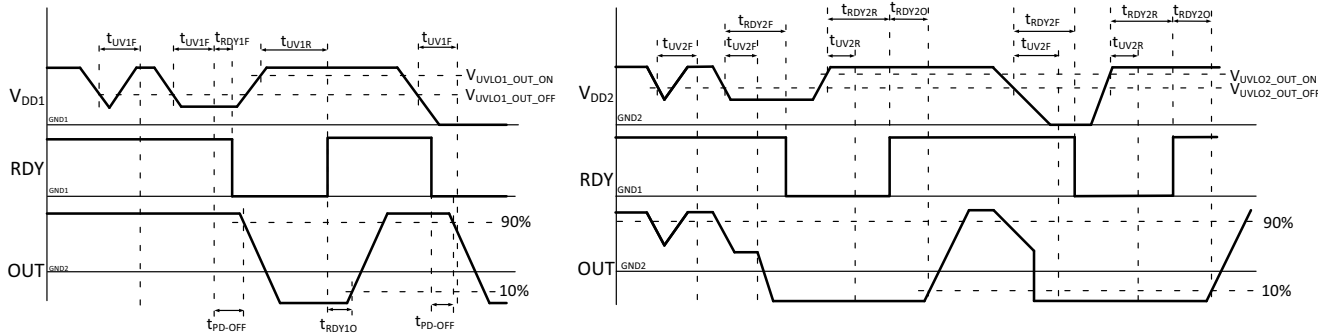 tUV1F
tUV1F
tRDY1F
tUV1R
tUV1F
VDD1
VUVLO1_OUT_ON
VUVLO1_OUT_OFF
GND1
RDY
GND1
90%
OUT
GND2
10%
tPD-OFF
tRDY1O
tPD-OFF
tRDY2R
tRDY2O
tRDY2F
tUV2F
tUV2F
tUV2R
tRDY2F
tUV2F
tRDY2R
tRDY2O
tUV2R
VDD2
VUVLO2_OUT_ON
VUVLO2_OUT_OFF
GND2
RDY
GND1
90%
OUT
GND2
10%